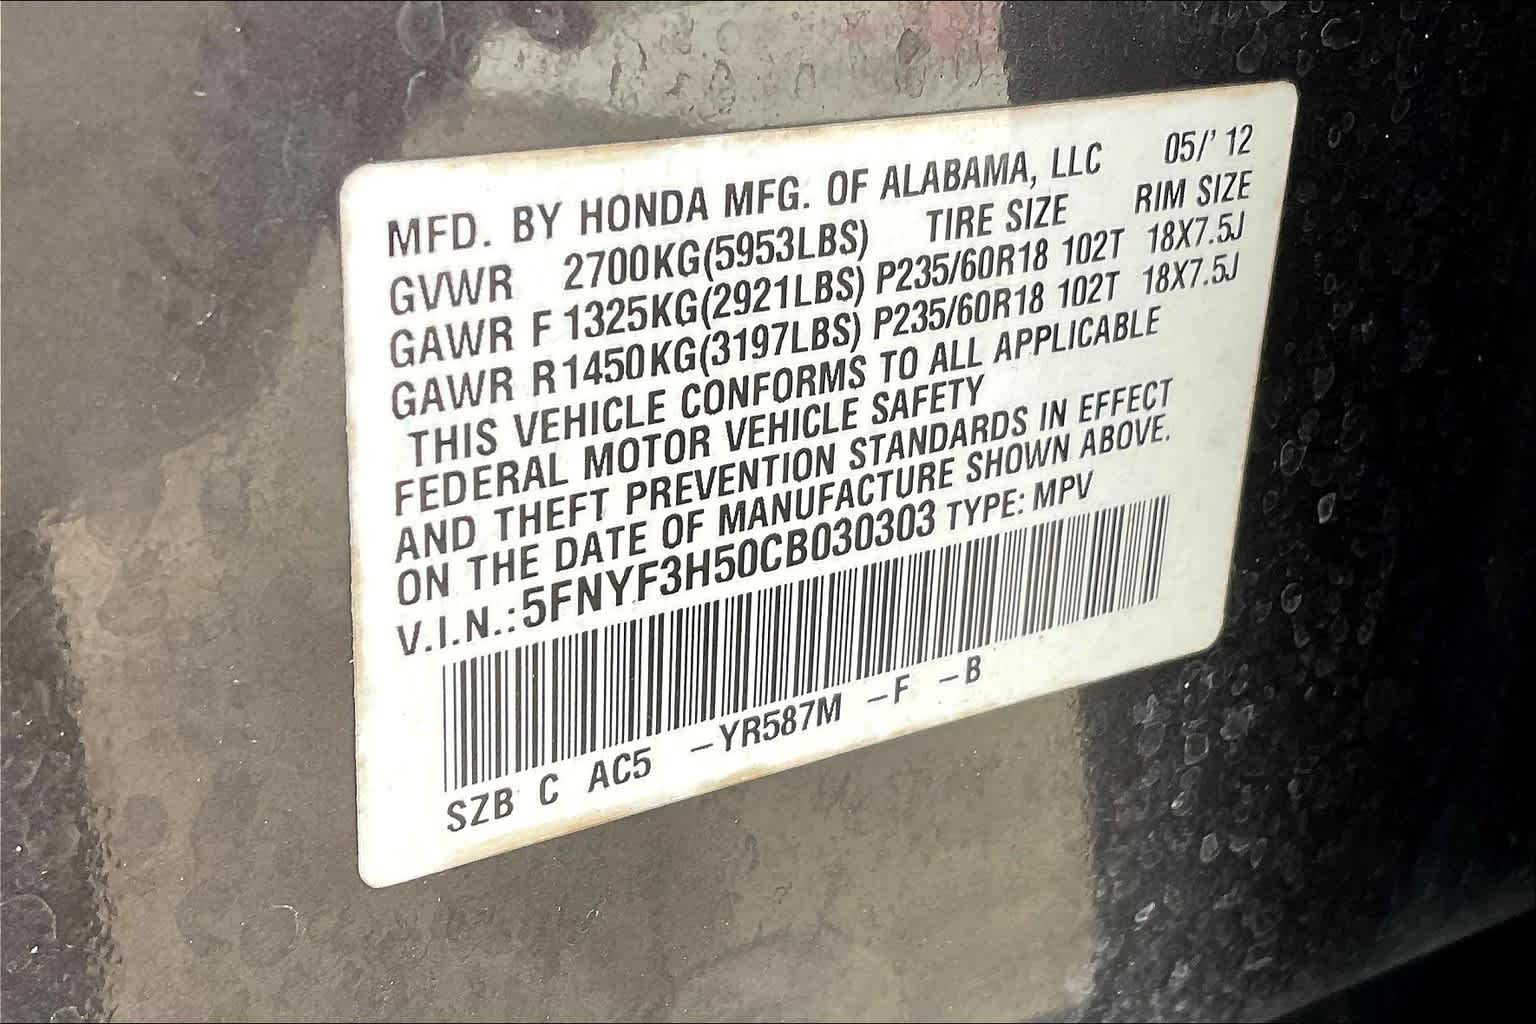 MFD. BY HONDA MFG. OF ALABAMA, LLC 05/' 12
GVWR 2700KG(5953LBS) TIRE SIZE RIM SIZE
GAWR F 1325KG(2921LBS) P235/60R18 102T 18X7.5J
GAWR R 1450KG(3197LBS) P235/60R18 102T 18X7.5J
THIS VEHICLE CONFORMS TO ALL APPLICABLE
FEDERAL MOTOR VEHICLE SAFETY
AND THEFT PREVENTION STANDARDS IN EFFECT
ON THE DATE OF MANUFACTURE SHOWN ABOVE.
V.I.N.: 5FNYF3H50CB030303 TYPE: MPV
SZB C AC5 -YR587M -F -B